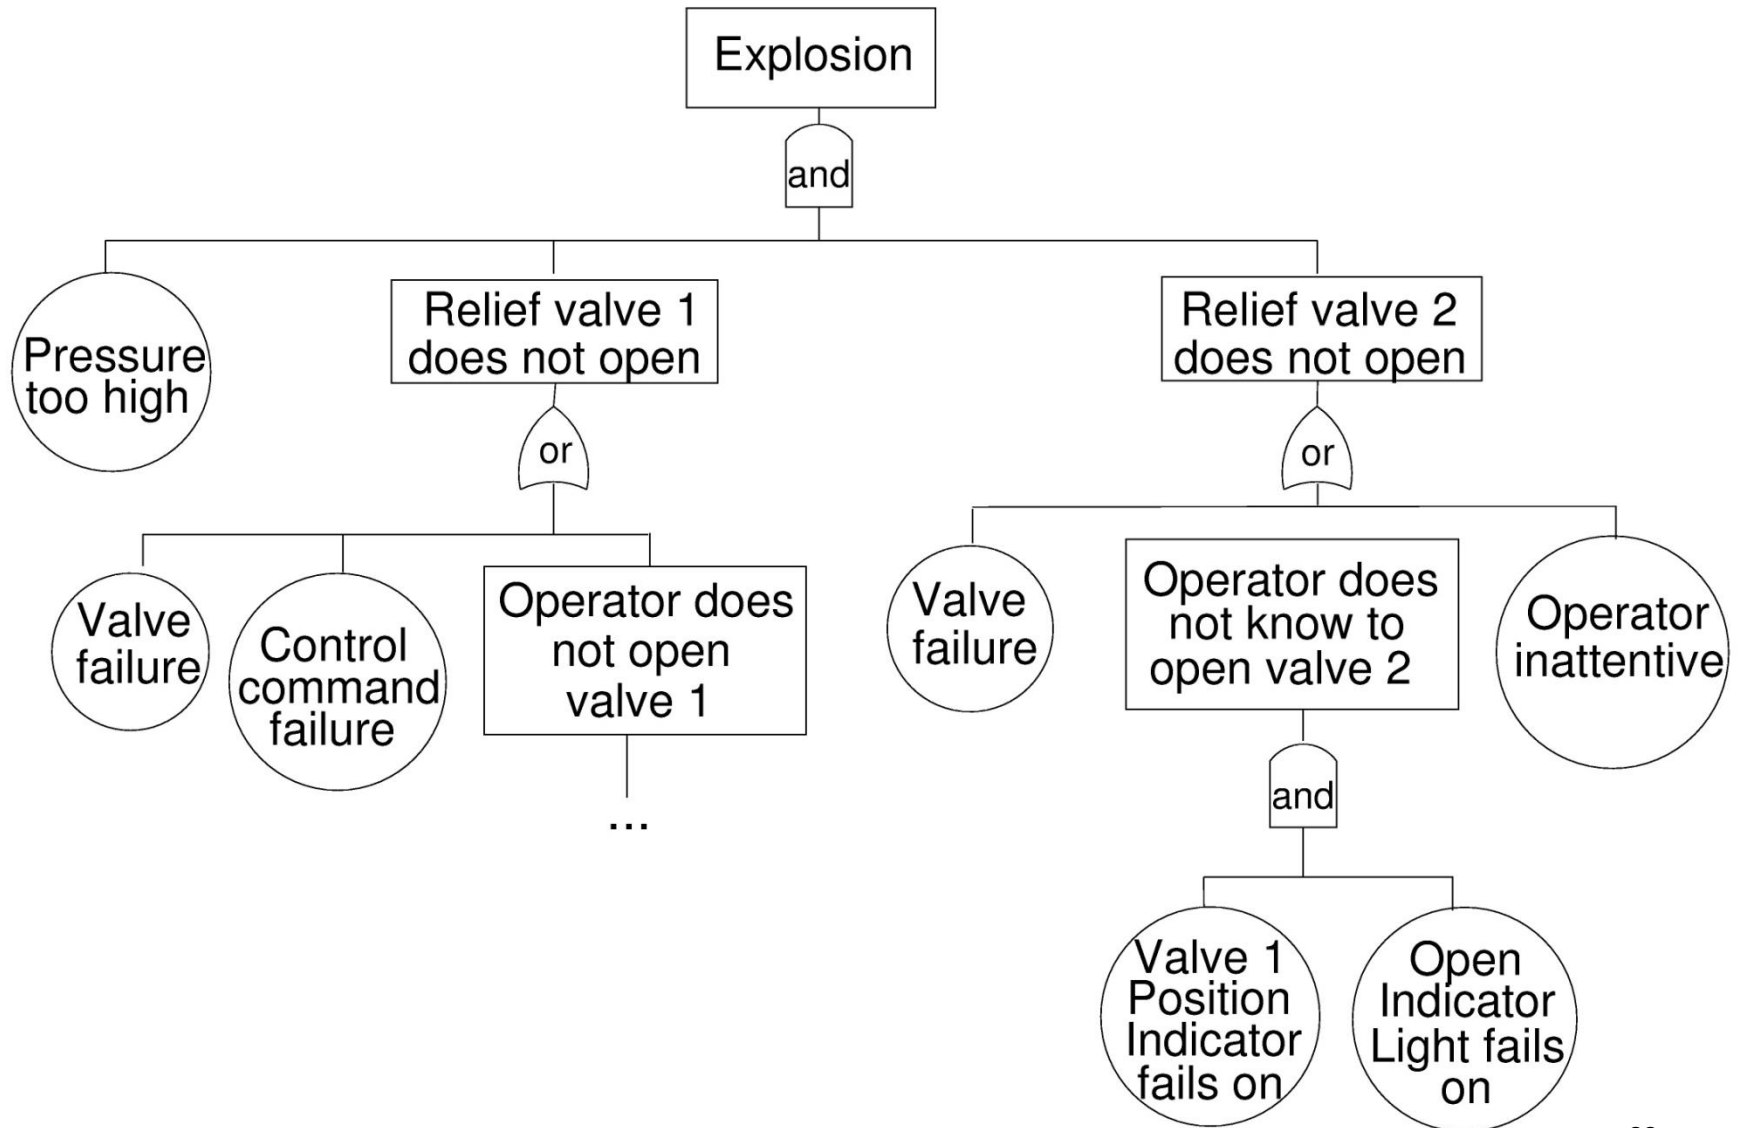 Explosion
and
Pressure
too high
Relief valve 1
does not open
Relief valve 2
does not open
or
or
Valve
failure
Control
command
failure
Operator does
not open
valve 1
...
Valve
failure
Operator does
not know to
open valve 2
Operator
inattentive
and
Valve 1
Position
Indicator
fails on
Open
Indicator
Light fails
on